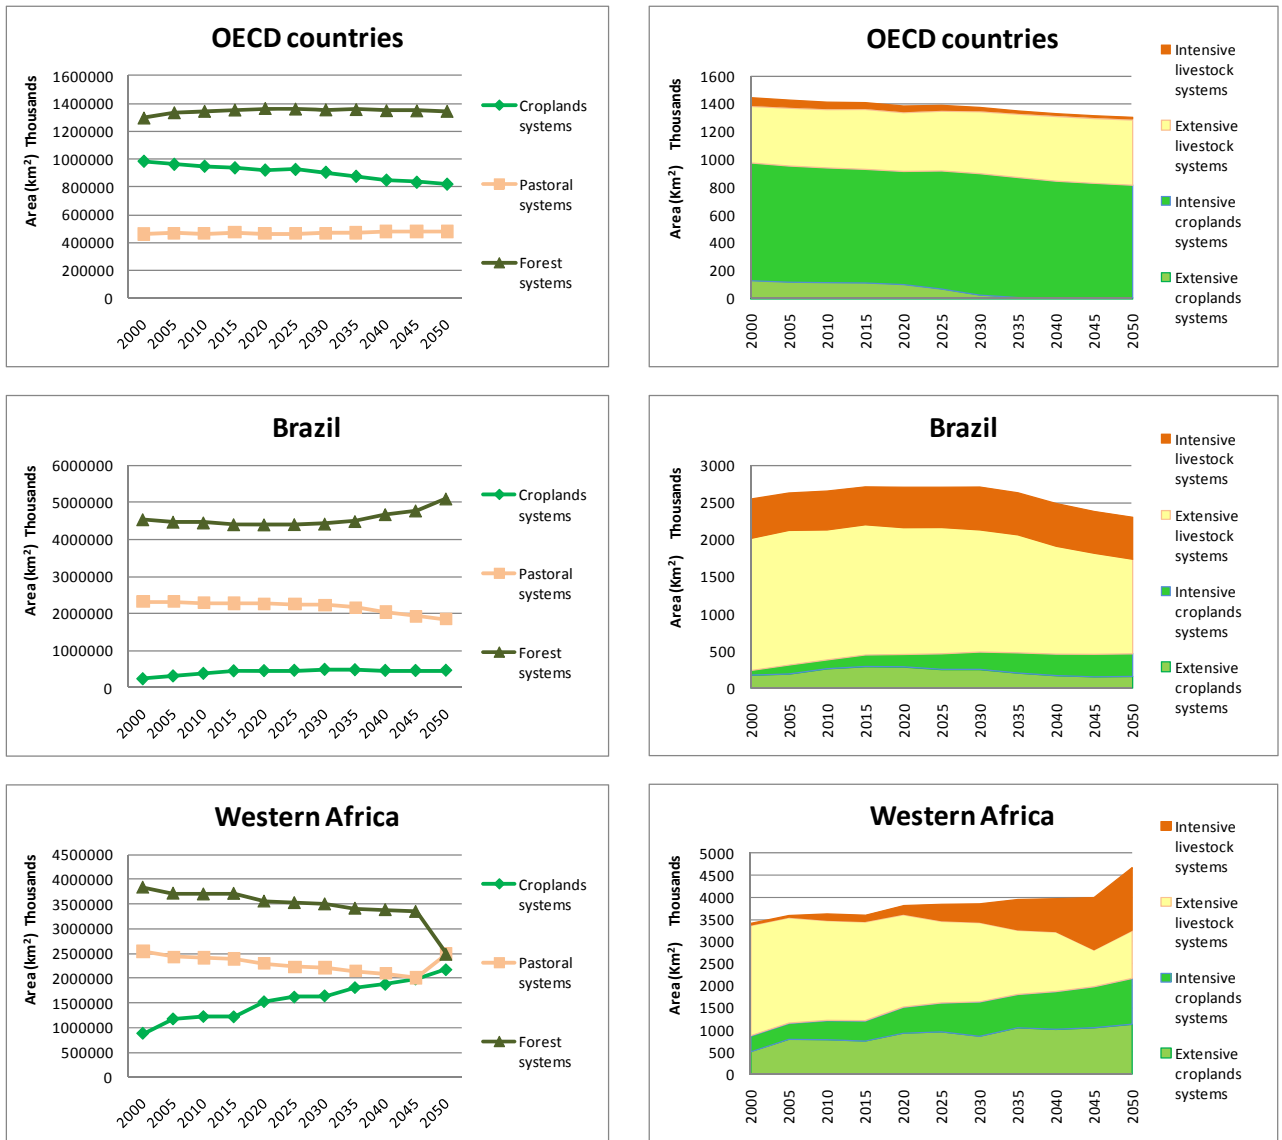 OECD countries
Area (km²) Thousands
1600000
1400000
1200000
1000000
800000
600000
400000
200000
0
2000
2005
2010
2015
2020
2025
2030
2035
2040
2045
2050
Croplands
systems
Pastoral
systems
Forest
systems
OECD countries
Area (Km²) Thousands
1600
1400
1200
1000
800
600
400
200
0
2000
2005
2010
2015
2020
2025
2030
2035
2040
2045
2050
Intensive
livestock
systems
Extensive
livestock
systems
Intensive
croplands
systems
Extensive
croplands
systems
Brazil
Area (km²) Thousands
6000000
5000000
4000000
3000000
2000000
1000000
0
2000
2005
2010
2015
2020
2025
2030
2035
2040
2045
2050
Croplands
systems
Pastoral
systems
Forest
systems
Brazil
Area (Km²) Thousands
3000
2500
2000
1500
1000
500
0
2000
2005
2010
2015
2020
2025
2030
2035
2040
2045
2050
Intensive
livestock
systems
Extensive
livestock
systems
Intensive
croplands
systems
Extensive
croplands
systems
Western Africa
Area (km²) Thousands
4500000
4000000
3500000
3000000
2500000
2000000
1500000
1000000
500000
0
2000
2005
2010
2015
2020
2025
2030
2035
2040
2045
2050
Croplands
systems
Pastoral
systems
Forest
systems
Western Africa
Area (Km²) Thousands
5000
4500
4000
3500
3000
2500
2000
1500
1000
500
0
2000
2005
2010
2015
2020
2025
2030
2035
2040
2045
2050
Intensive
livestock
systems
Extensive
livestock
systems
Intensive
croplands
systems
Extensive
croplands
systems